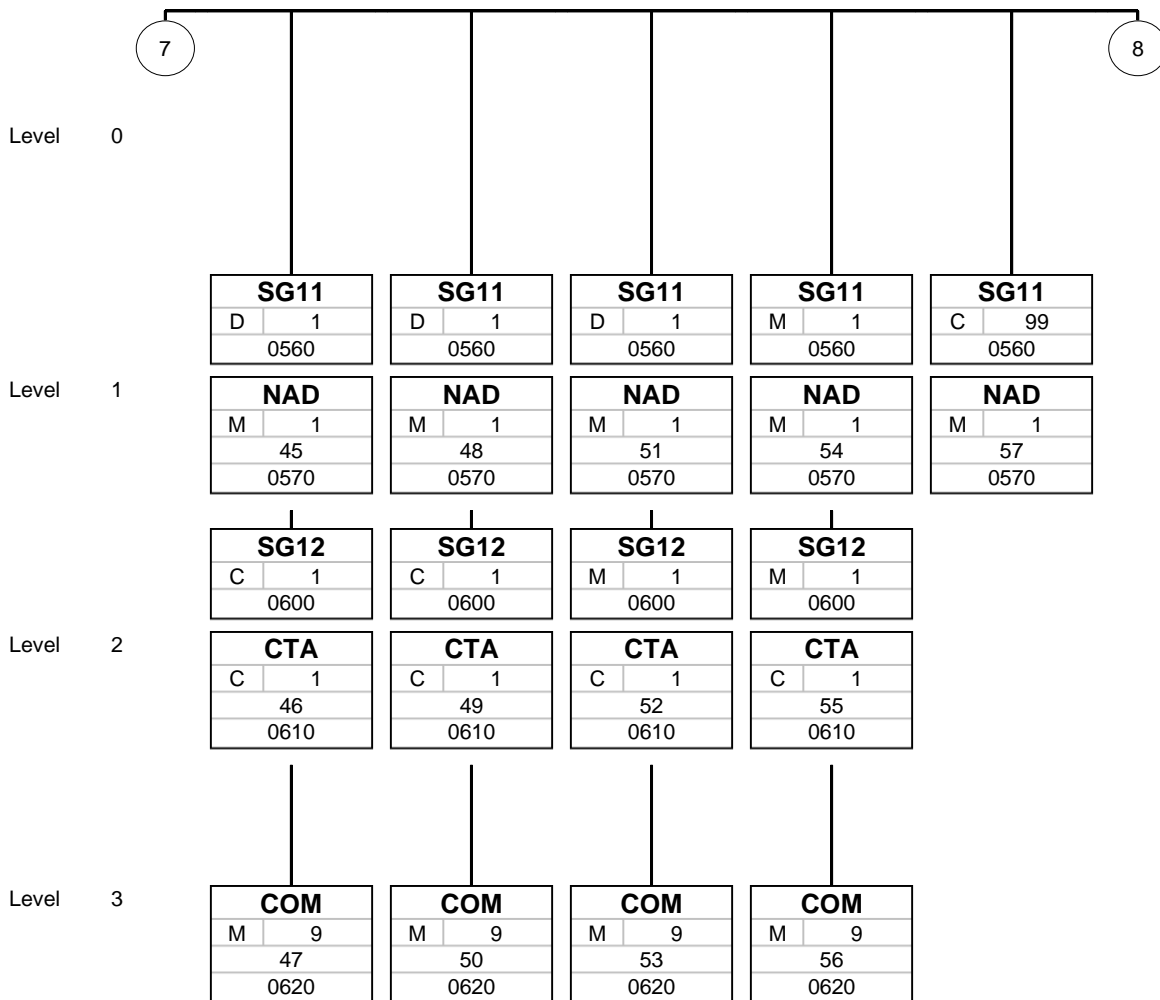 7 8
Level 0
SG11 SG11 SG11 SG11 SG11
D 1 D 1 D 1 M 1 C 99
0560 0560 0560 0560 0560
Level 1
NAD NAD NAD NAD NAD
M 1 M 1 M 1 M 1 M 1
45 48 51 54 57
0570 0570 0570 0570 0570
SG12 SG12 SG12 SG12
C 1 C 1 M 1 M 1
0600 0600 0600 0600
Level 2
CTA CTA CTA CTA
C 1 C 1 C 1 C 1
46 49 52 55
0610 0610 0610 0610
Level 3
COM COM COM COM
M 9 M 9 M 9 M 9
47 50 53 56
0620 0620 0620 0620